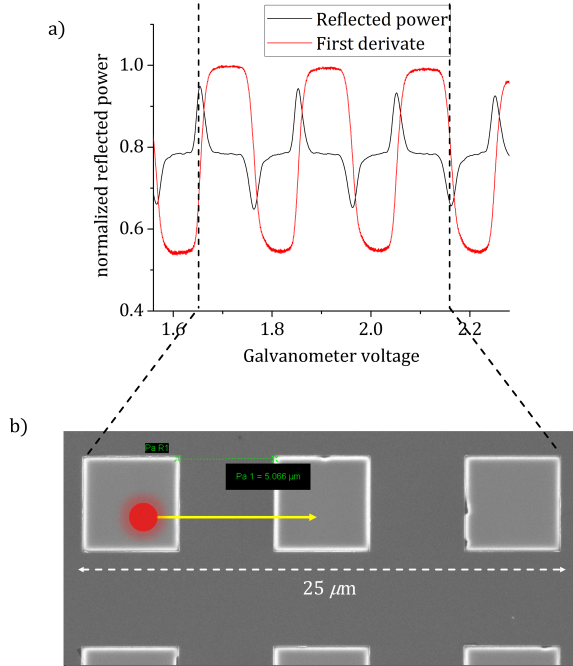 a)
Reflected power
First derivate
normalized reflected power
1.0
0.8
0.6
0.4
1.6
1.8
2.0
2.2
Galvanometer voltage
b)
Pa R1
Pa 1 = 5.066 µm
25 µm